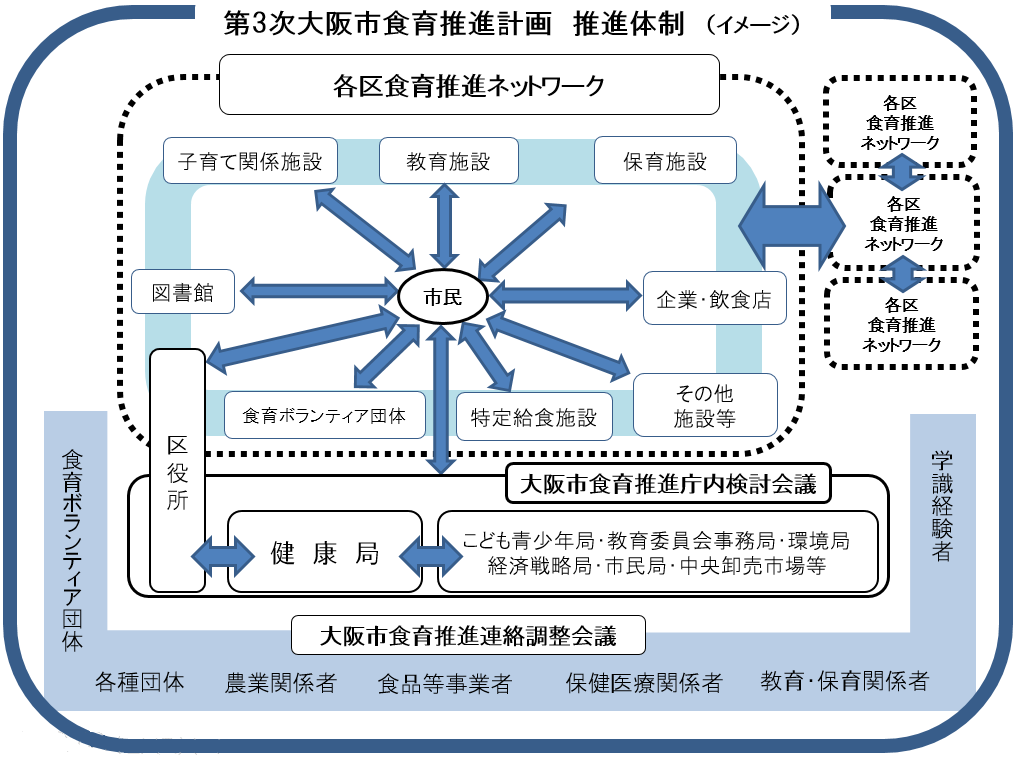 第3次大阪市食育推進計画　推進体制　（イメージ）
各区食育推進ネットワーク
各区
食育推進
ネットワーク
各区
食育推進
ネットワーク
各区
食育推進
ネットワーク
子育て関係施設
教育施設
保育施設
図書館
市民
企業・飲食店
食育ボランティア団体
特定給食施設
その他
施設等
区役所
大阪市食育推進庁内検討会議
健康局
こども青少年局・教育委員会事務局・環境局
経済戦略局・市民局・中央卸売市場等
食育ボランティア団体
学識経験者
大阪市食育推進連絡調整会議
各種団体
農業関係者
食品等事業者
保健医療関係者
教育・保育関係者